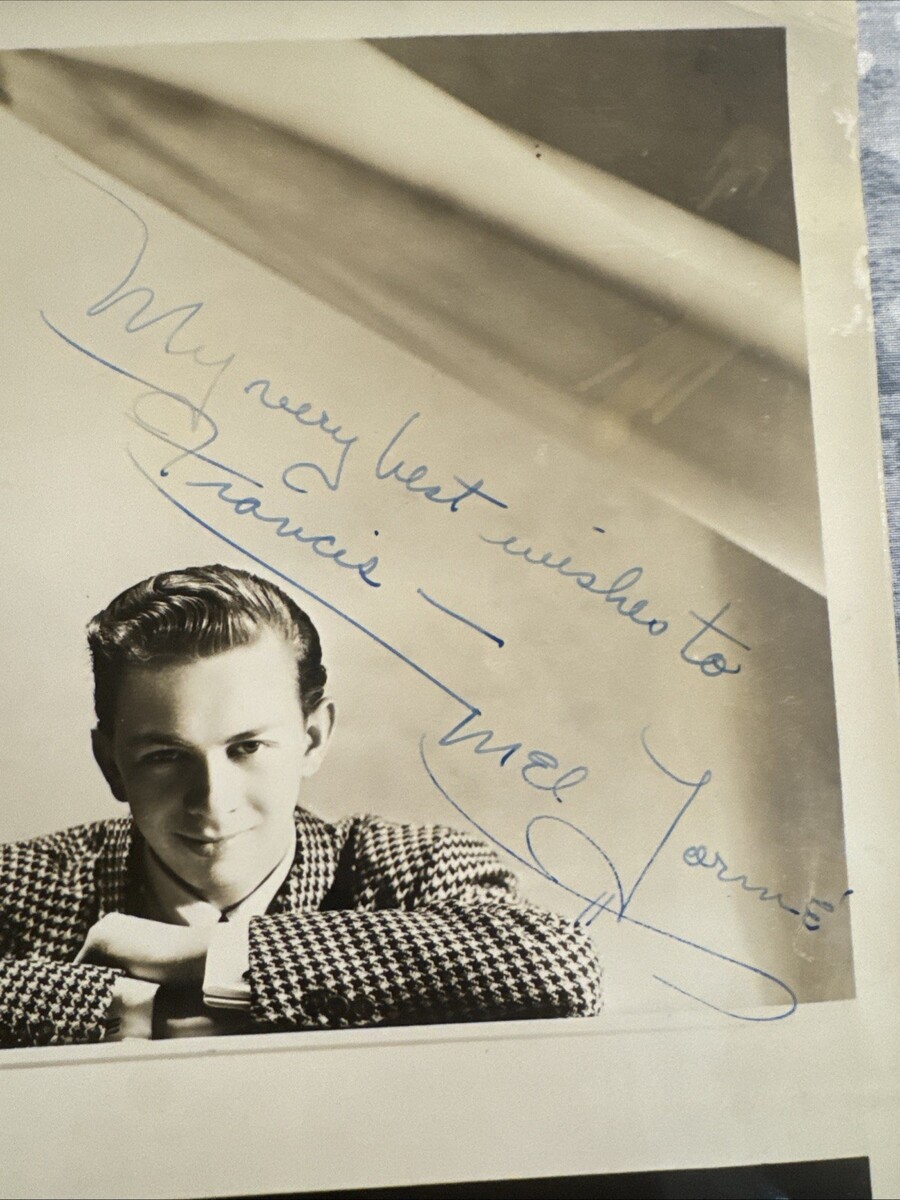 My very best wishes to
Francis —
Mel Tormé